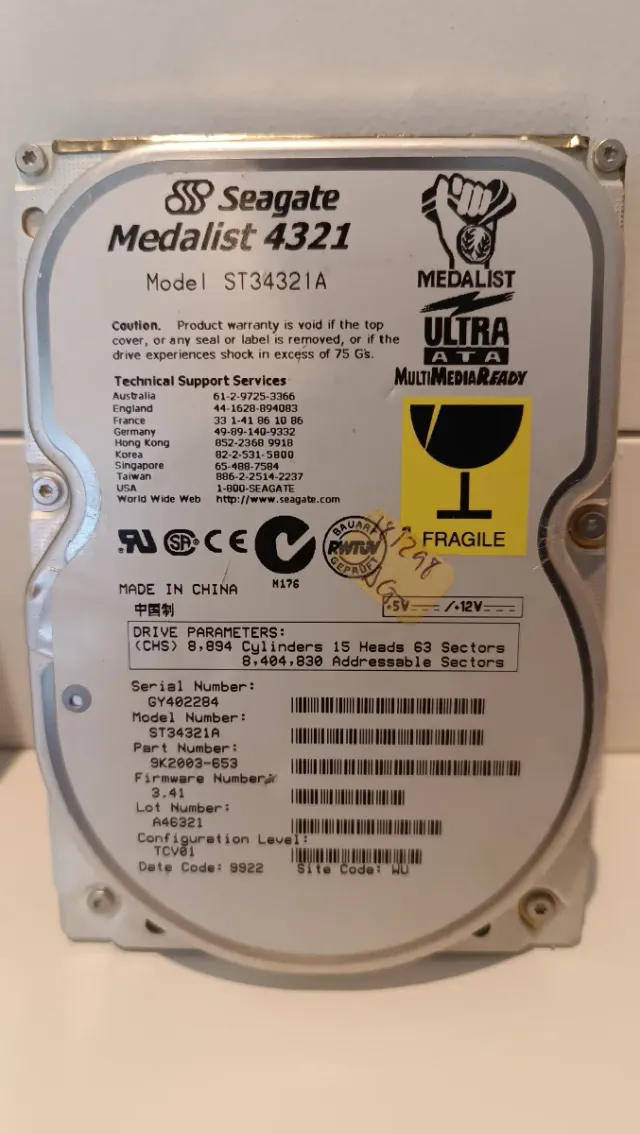 Seagate
Medalist 4321
Model ST34321A
MEDALIST
ULTRA
ATA
MULTIMEDIAREADY
Caution. Product warranty is void if the top
cover, or any seal or label is removed, or if the
drive experiences shock in excess of 75 G's.
Technical Support Services
Australia 61-2-9725-3366
England 44-1628-894083
France 33 1-41 86 10 86
Germany 49-89-140-9332
Hong Kong 852-2368 9918
Korea 82-2-531-5800
Singapore 65-488-7584
Taiwan 886-2-2514-2237
USA 1-800-SEAGATE
World Wide Web http://www.seagate.com
FRAGILE
CE
N176
BAUART
RWTÜV
GEPRÜFT
MADE IN CHINA
中国制
+5V /+12V
DRIVE PARAMETERS:
(CHS) 8,894 Cylinders 15 Heads 63 Sectors
8,404,830 Addressable Sectors
Serial Number:
GY402284
Model Number:
ST34321A
Part Number:
9K2003-653
Firmware Number:
3.41
Lot Number:
A46321
Configuration Level:
TCV01
Date Code: 9922 Site Code: WU